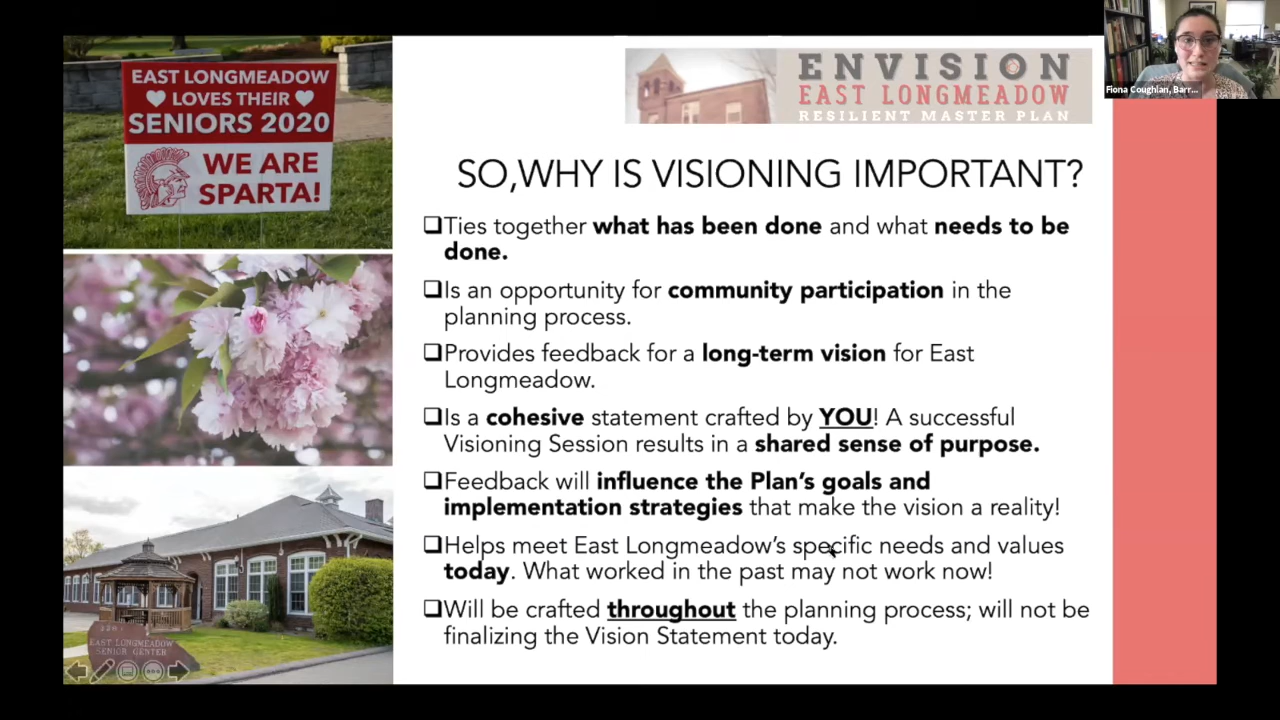 EAST LONGMEADOW
LOVES THEIR
SENIORS 2020
WE ARE
SPARTA!
ENVISION
EAST LONGMEADOW
RESILIENT MASTER PLAN
Fiona Coughlan, Barr...
SO,WHY IS VISIONING IMPORTANT?
❑Ties together what has been done and what needs to be
done.
❑Is an opportunity for community participation in the
planning process.
❑Provides feedback for a long-term vision for East
Longmeadow.
❑Is a cohesive statement crafted by YOU! A successful
Visioning Session results in a shared sense of purpose.
❑Feedback will influence the Plan’s goals and
implementation strategies that make the vision a reality!
❑Helps meet East Longmeadow’s specific needs and values
today. What worked in the past may not work now!
❑Will be crafted throughout the planning process; will not be
finalizing the Vision Statement today.
EAST LONGMEADOW
SENIOR CENTER